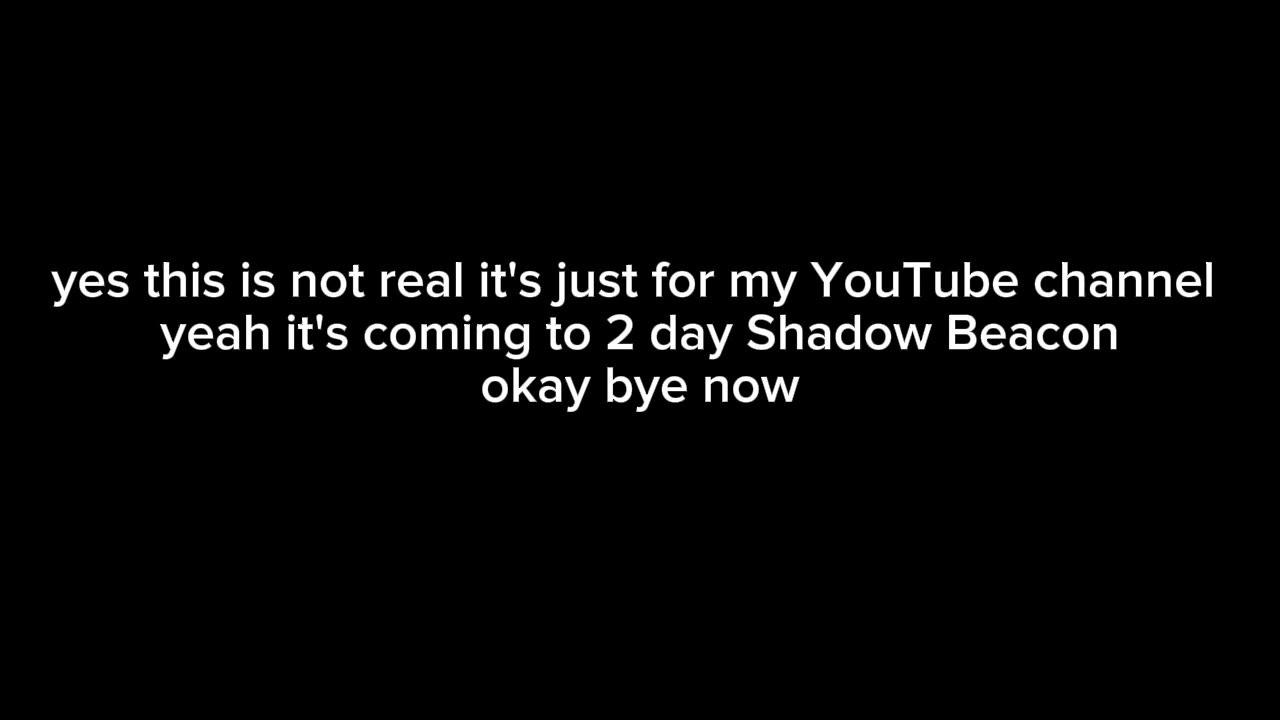 yes this is not real it's just for my YouTube channel
yeah it's coming to 2 day Shadow Beacon
okay bye now